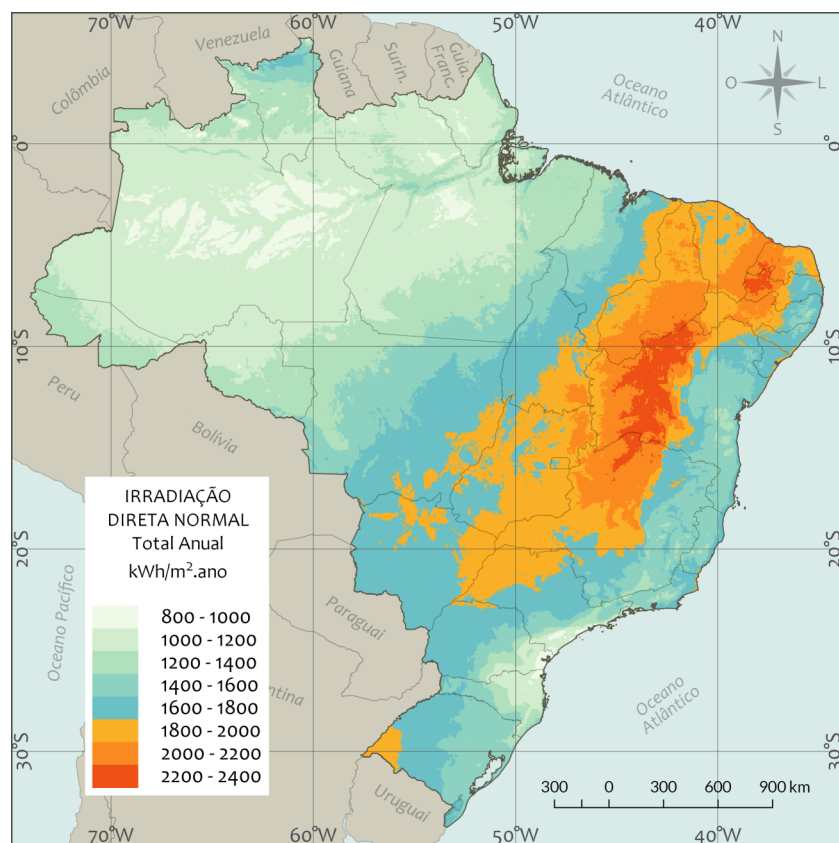 70°W
60°W
50°W
40°W
Venezuela
Colômbia
Guiana
Surin.
Guia.
Franc.
Oceano
Atlântico
N
O
L
S
0°
0°
10°S
10°S
Peru
Bolívia
IRRADIAÇÃO
DIRETA NORMAL
Total Anual
kWh/m².ano
800 - 1000
1000 - 1200
1200 - 1400
1400 - 1600
1600 - 1800
1800 - 2000
2000 - 2200
2200 - 2400
20°S
20°S
Oceano Pacífico
Paraguai
ntina
Oceano
Atlântico
30°S
30°S
Uruguai
300 0 300 600 900 km
70°W
60°W
50°W
40°W